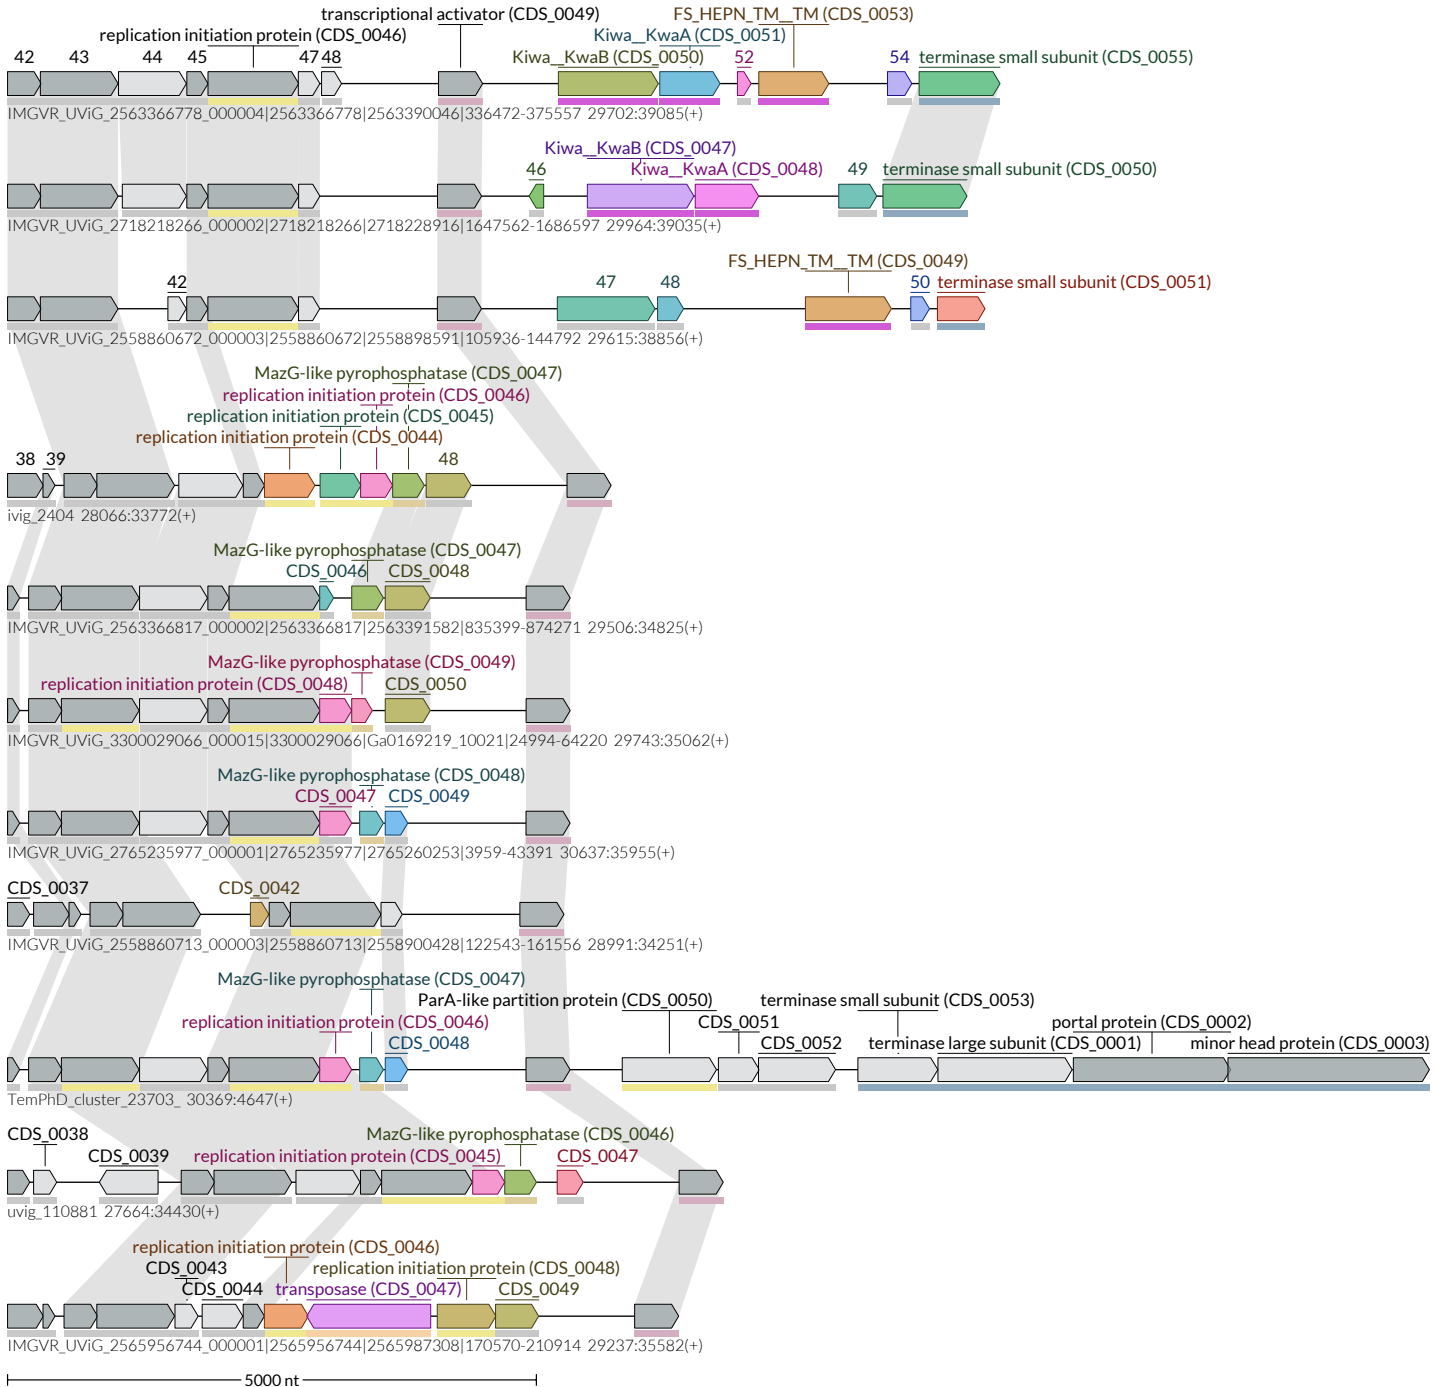 transcriptional activator (CDS_0049)
FS_HEPN_TM__TM (CDS_0053)
replication initiation protein (CDS_0046)
Kiwa__KwaA (CDS_0051)
42 43 44 45 47 48
Kiwa__KwaB (CDS_0050)
52
54
terminase small subunit (CDS_0055)
IMGVR_UViG_2563366778_000004|2563366778|2563390046|336472-375557 29702:39085(+)
Kiwa__KwaB (CDS_0047)
46
Kiwa__KwaA (CDS_0048)
49
terminase small subunit (CDS_0050)
IMGVR_UViG_2718218266_000002|2718218266|2718228916|1647562-1686597 29964:39035(+)
FS_HEPN_TM__TM (CDS_0049)
42
47
48
50
terminase small subunit (CDS_0051)
IMGVR_UViG_2558860672_000003|2558860672|2558898591|105936-144792 29615:38856(+)
MazG-like pyrophosphatase (CDS_0047)
replication initiation protein (CDS_0046)
replication initiation protein (CDS_0045)
replication initiation protein (CDS_0044)
38 39
48
ivig_2404 28066:33772(+)
MazG-like pyrophosphatase (CDS_0047)
CDS_0046
CDS_0048
IMGVR_UViG_2563366817_000002|2563366817|2563391582|835399-874271 29506:34825(+)
MazG-like pyrophosphatase (CDS_0049)
replication initiation protein (CDS_0048)
CDS_0050
IMGVR_UViG_3300029066_000015|3300029066|Ga0169219_10021|24994-64220 29743:35062(+)
MazG-like pyrophosphatase (CDS_0048)
CDS_0047
CDS_0049
IMGVR_UViG_2765235977_000001|2765235977|2765260253|3959-43391 30637:35955(+)
CDS_0037
CDS_0042
IMGVR_UViG_2558860713_000003|2558860713|2558900428|122543-161556 28991:34251(+)
MazG-like pyrophosphatase (CDS_0047)
ParA-like partition protein (CDS_0050)
terminase small subunit (CDS_0053)
replication initiation protein (CDS_0046)
CDS_0051
portal protein (CDS_0002)
CDS_0048
CDS_0052
terminase large subunit (CDS_0001)
minor head protein (CDS_0003)
TemPhD_cluster_23703_ 30369:4647(+)
CDS_0038
MazG-like pyrophosphatase (CDS_0046)
CDS_0039
replication initiation protein (CDS_0045)
CDS_0047
uvig_110881 27664:34430(+)
replication initiation protein (CDS_0046)
CDS_0043
replication initiation protein (CDS_0048)
CDS_0044
transposase (CDS_0047)
CDS_0049
IMGVR_UViG_2565956744_000001|2565956744|2565987308|170570-210914 29237:35582(+)
5000 nt